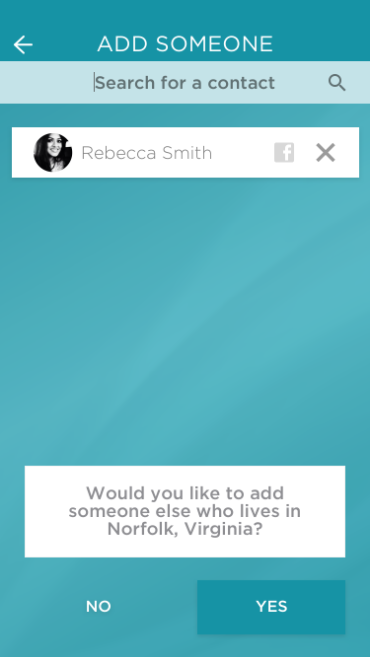 ADD SOMEONE
Search for a contact
Rebecca Smith
Would you like to add
someone else who lives in
Norfolk, Virginia?
NO
YES